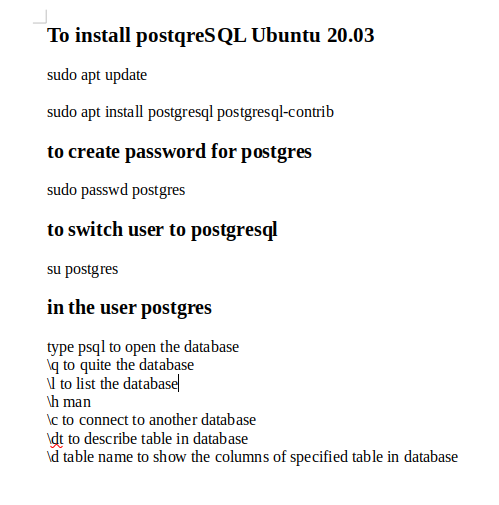 To install postqreSQL Ubuntu 20.03
sudo apt update
sudo apt install postgresql postgresql-contrib
to create password for postgres
sudo passwd postgres
to switch user to postgresql
su postgres
in the user postgres
type psql to open the database
\q to quite the database
\l to list the database
\h man
\c to connect to another database
\dt to describe table in database
\d table name to show the columns of specified table in database